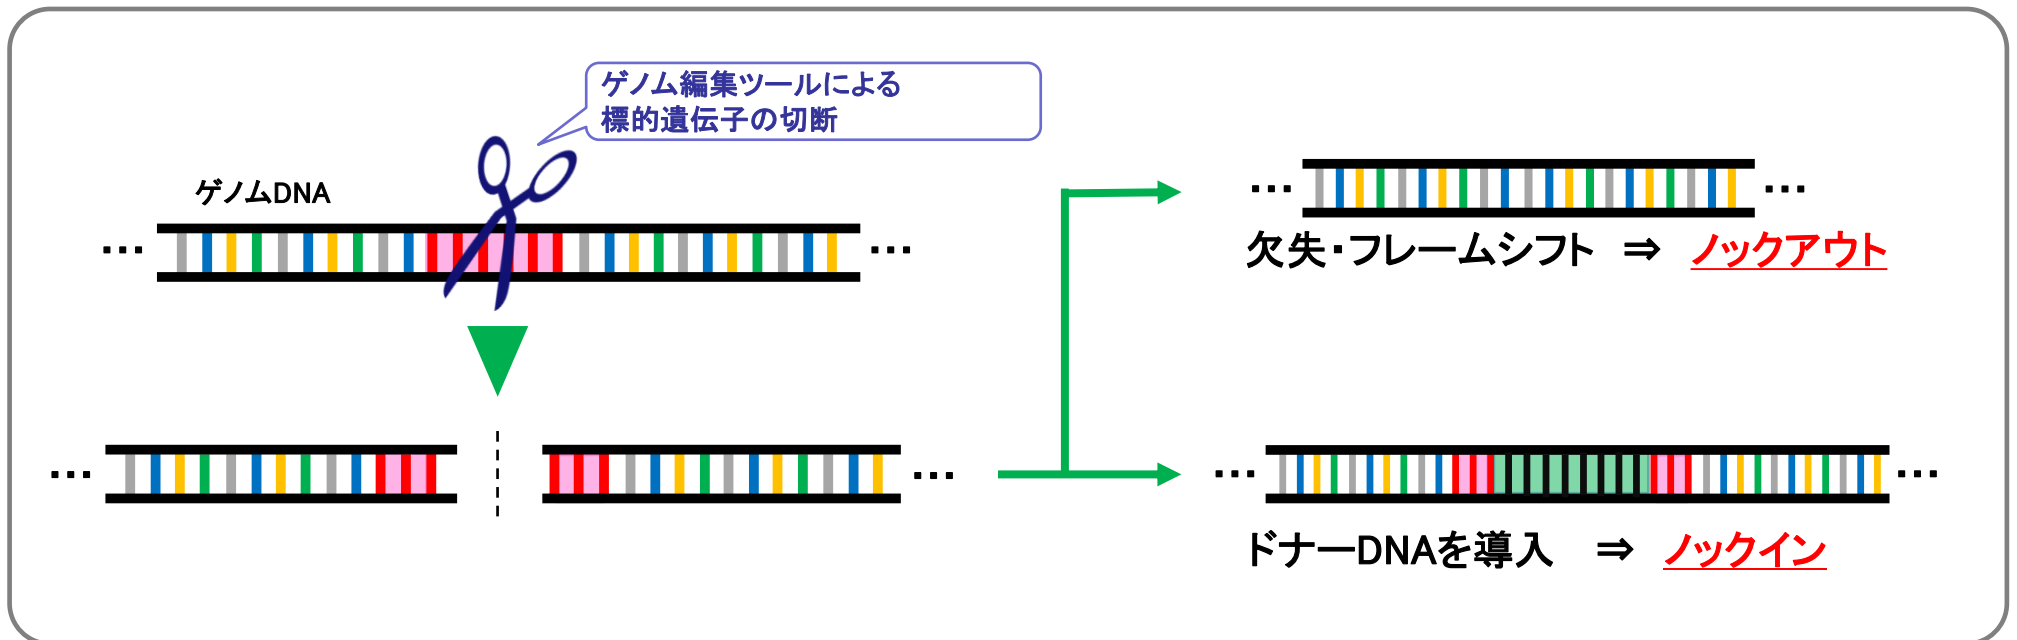 ゲノム編集ツールによる
標的遺伝子の切断
ゲノムDNA
欠失・フレームシフト ⇒ ノックアウト
ドナーDNAを導入 ⇒ ノックイン